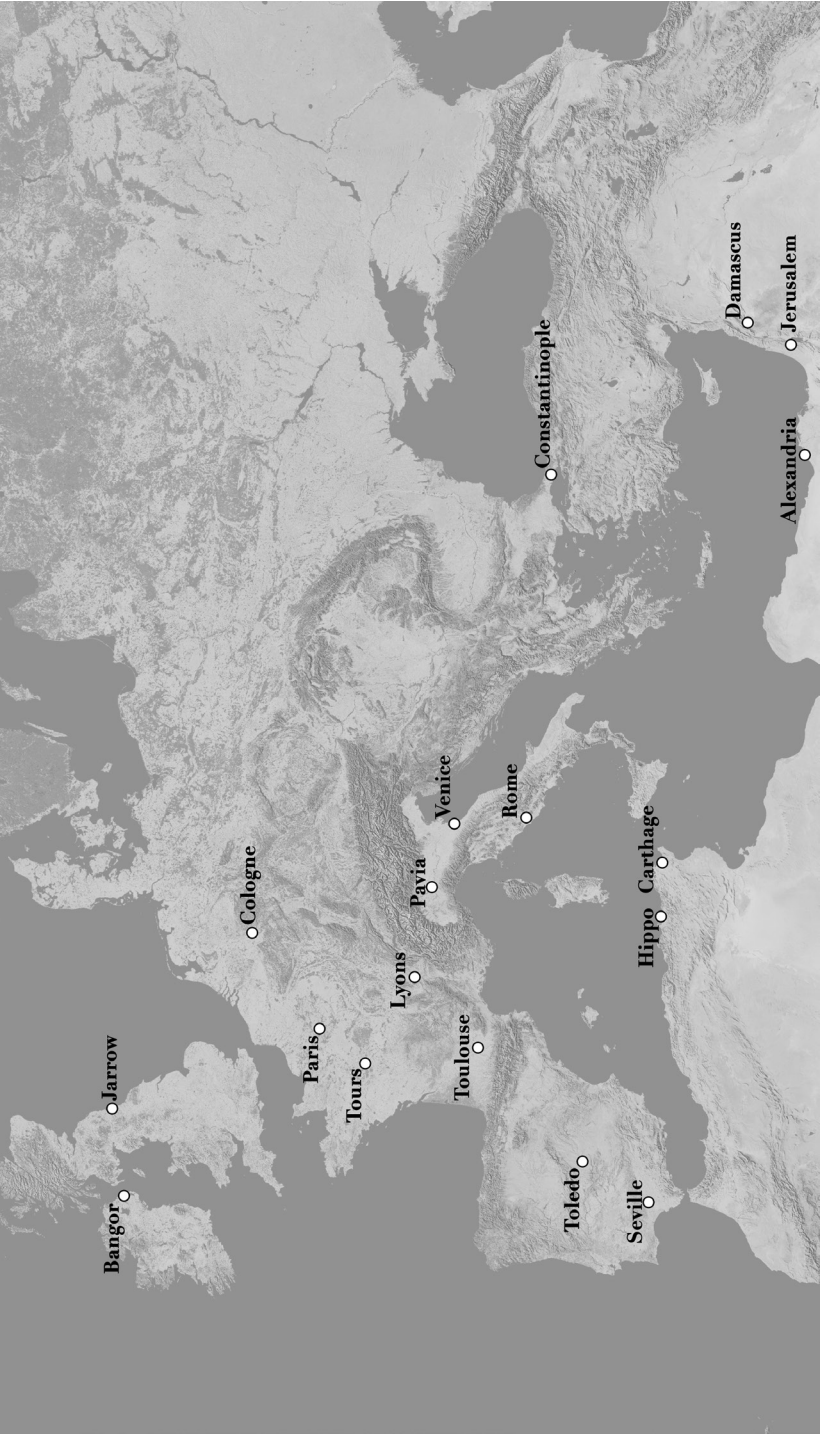 Jarrow
Bangor
Cologne
Paris
Tours
Lyons
Pavia
Venice
Toulouse
Rome
Constantinople
Toledo
Seville
Hippo
Carthage
Damascus
Jerusalem
Alexandria